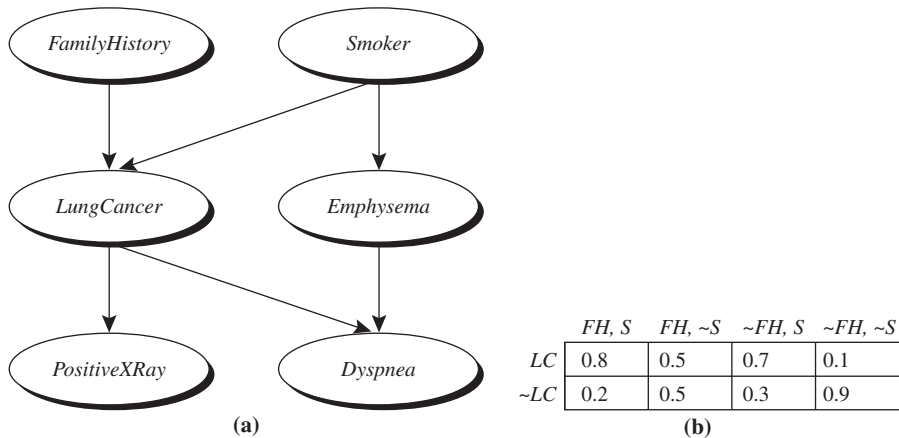 FamilyHistory
Smoker
LungCancer
Emphysema
PositiveXRay
Dyspnea
(a)
FH, S FH, ~S ~FH, S ~FH, ~S
LC 0.8 0.5 0.7 0.1
~LC 0.2 0.5 0.3 0.9
(b)